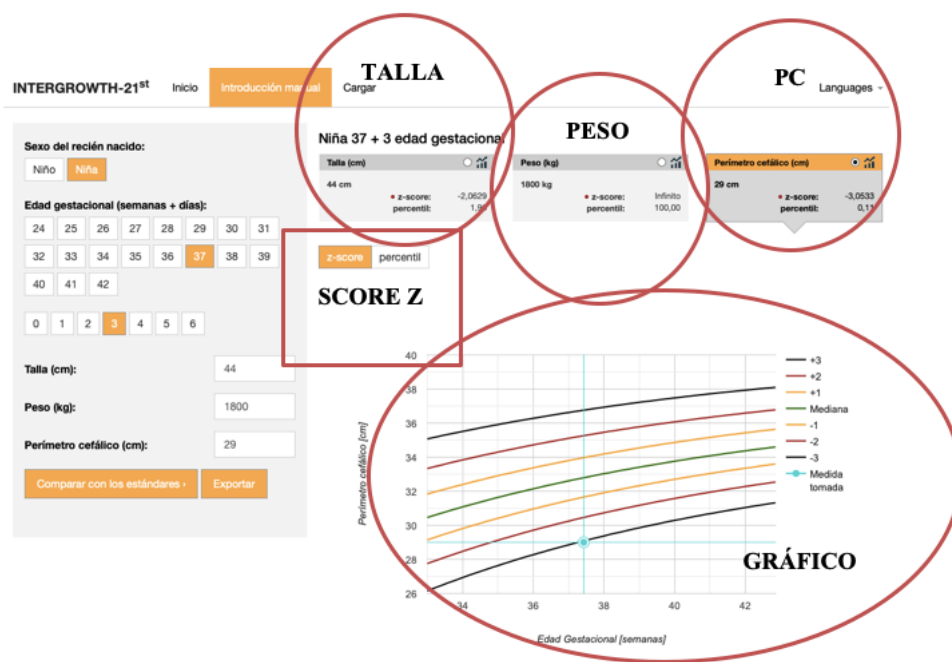 TALLA
PC
INTERGROWTH-21st Inicio Introducción manual Cargar Languages
PESO
Niña 37 + 3 edad gestacional
Sexo del recién nacido:
Niño Niña
Talla (cm)
44 cm
z-score: -2,0629
percentil:
Peso (kg)
1800 kg
z-score: Infinito
percentil: 100,00
Perímetro cefálico (cm)
29 cm
z-score: -3,0533
percentil: 0,11
Edad gestacional (semanas + días):
24 25 26 27 28 29 30 31
32 33 34 35 36 37 38 39
40 41 42
0 1 2 3 4 5 6
z-score percentil
SCORE Z
Talla (cm): 44
Peso (kg): 1800
Perímetro cefálico (cm): 29
Comparar con los estándares › Exportar
Perímetro cefálico [cm]
40
38
36
34
32
30
28
26
34 36 38 40 42
Edad Gestacional [semanas]
+3
+2
+1
Mediana
-1
-2
-3
Medida
tomada
GRÁFICO